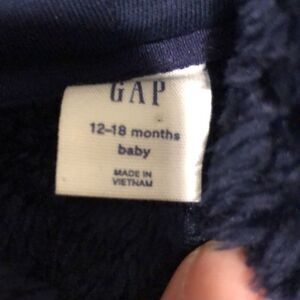 GAP
12-18 months
baby
MADE IN
VIETNAM